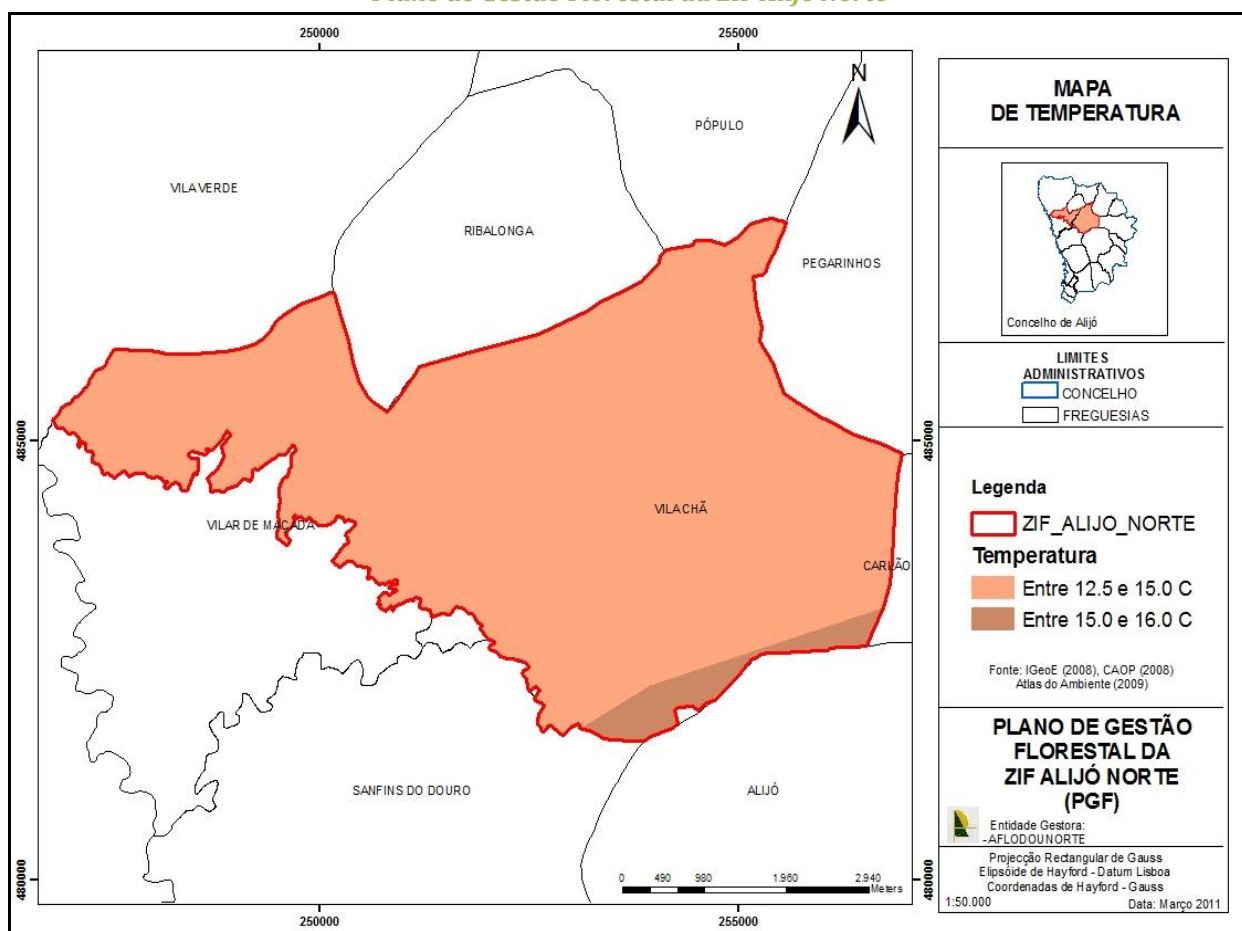 250000
255000
N
PÓPULO
VILAVERDE
RIBALONGA
PEGARINHOS
485000
485000
VILACHÃ
VILAR DE MAÇADA
CARLÃO
SANFINS DO DOURO
ALIJÓ
480000
480000
0 490 980 1.960 2.940
Meters
250000
255000
MAPA
DE TEMPERATURA
Concelho de Alijó
LIMITES
ADMINISTRATIVOS
CONCELHO
FREGUESIAS
Legenda
ZIF_ALIJO_NORTE
Temperatura
Entre 12.5 e 15.0 C
Entre 15.0 e 16.0 C
Fonte: IGeoE (2008), CAOP (2008)
Atlas do Ambiente (2009)
PLANO DE GESTÃO
FLORESTAL DA
ZIF ALIJÓ NORTE
(PGF)
Entidade Gestora:
-AFLODOUNORTE
Projecção Rectangular de Gauss
Elipsóide de Hayford - Datum Lisboa
Coordenadas de Hayford - Gauss
1:50.000 Data: Março 2011